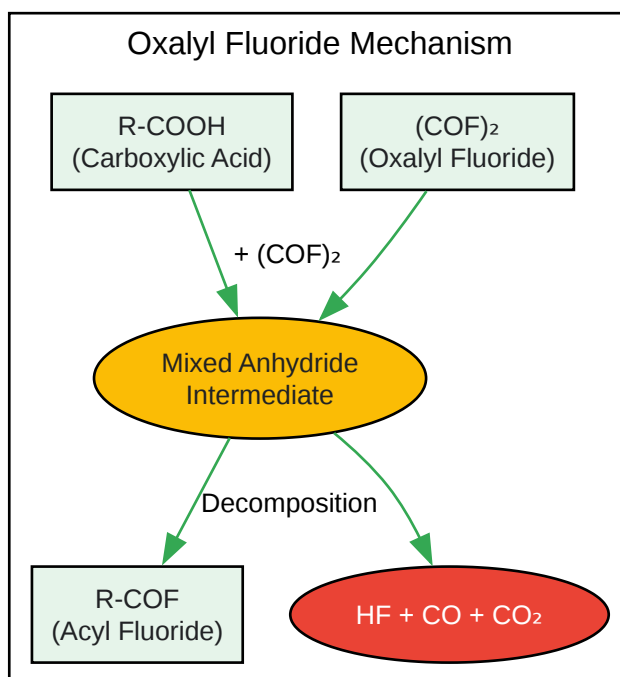 Oxalyl Fluoride Mechanism
R-COOH
(Carboxylic Acid)
(COF)₂
(Oxalyl Fluoride)
+ (COF)₂
Mixed Anhydride
Intermediate
Decomposition
R-COF
(Acyl Fluoride)
HF + CO + CO₂